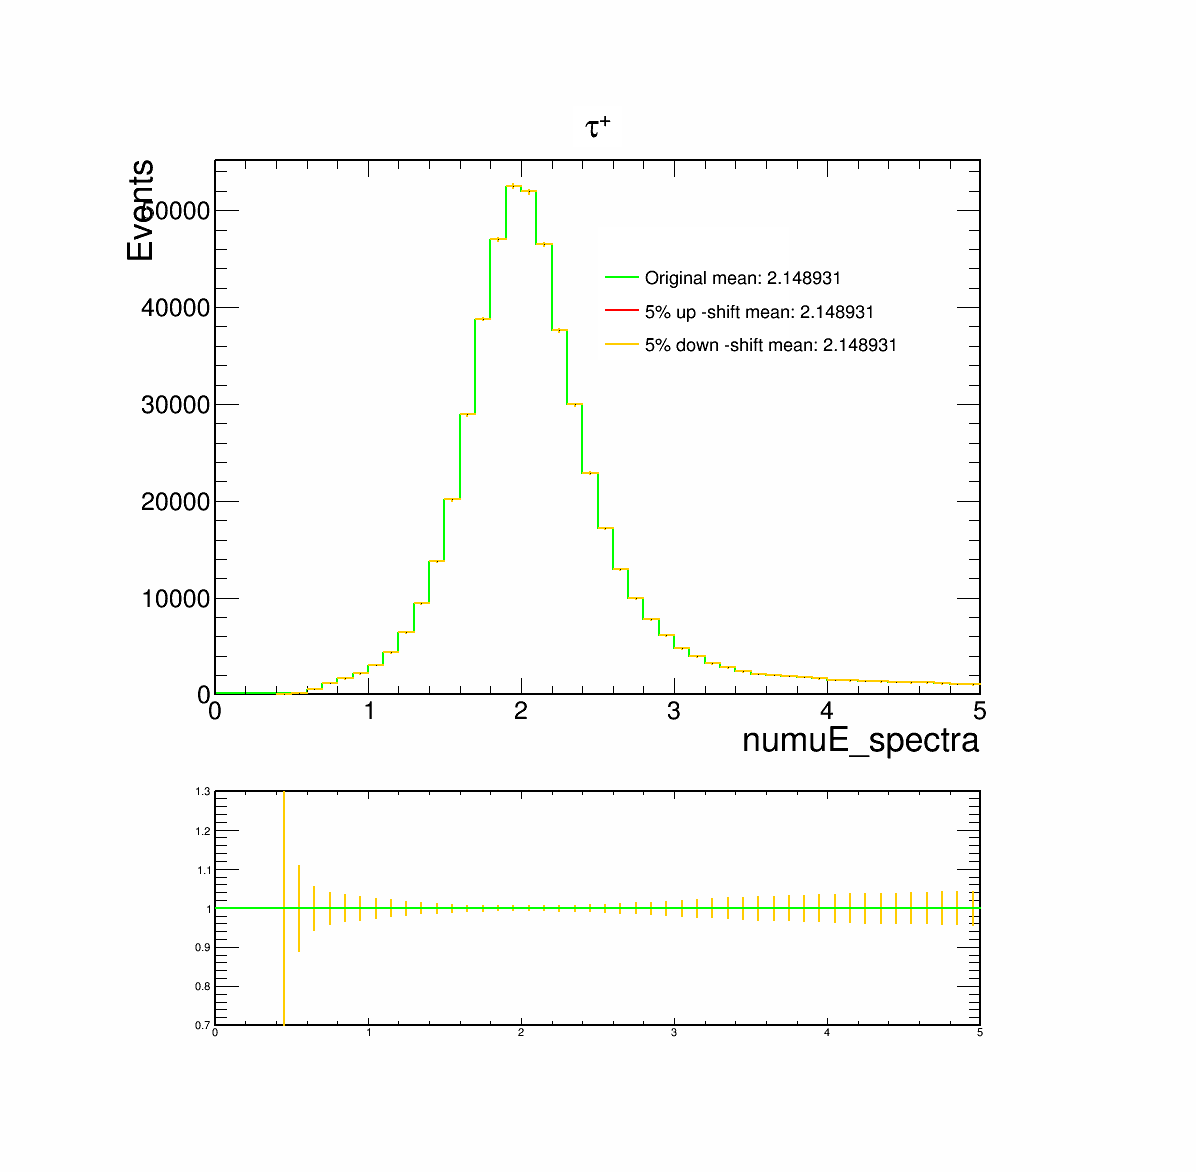 τ+
Events
50000
40000
30000
20000
10000
0
Original mean: 2.148931
5% up -shift mean: 2.148931
5% down -shift mean: 2.148931
0 1 2 3 4 5
numuE_spectra
1.3
1.2
1.1
1
0.9
0.8
0.7
0 1 2 3 4 5